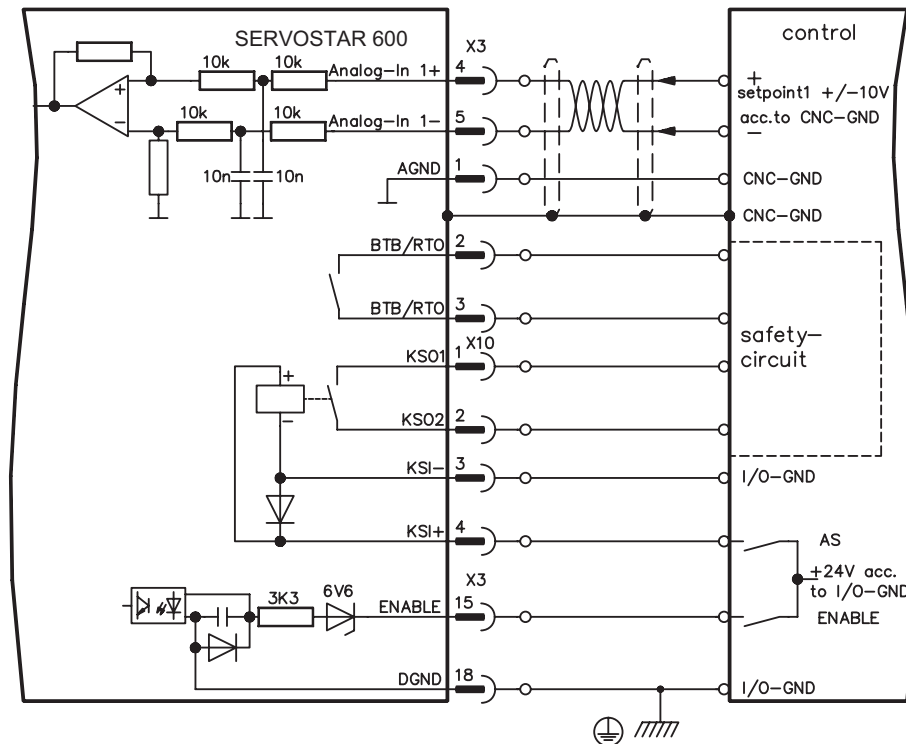 SERVOSTAR 600
control
X3
10k
10k
Analog-In 1+
4
+
setpoint1 +/-10V
acc.to CNC-GND
+
-
10k
10k
Analog-In 1-
5
-
10n
10n
AGND
1
CNC-GND
CNC-GND
BTB/RTO
2
BTB/RTO
3
safety-
circuit
X10
KSO1
1
+
-
KSO2
2
KSI-
3
I/O-GND
KSI+
4
AS
+24V acc.
to I/O-GND
X3
3K3
6V6
ENABLE
15
ENABLE
DGND
18
I/O-GND